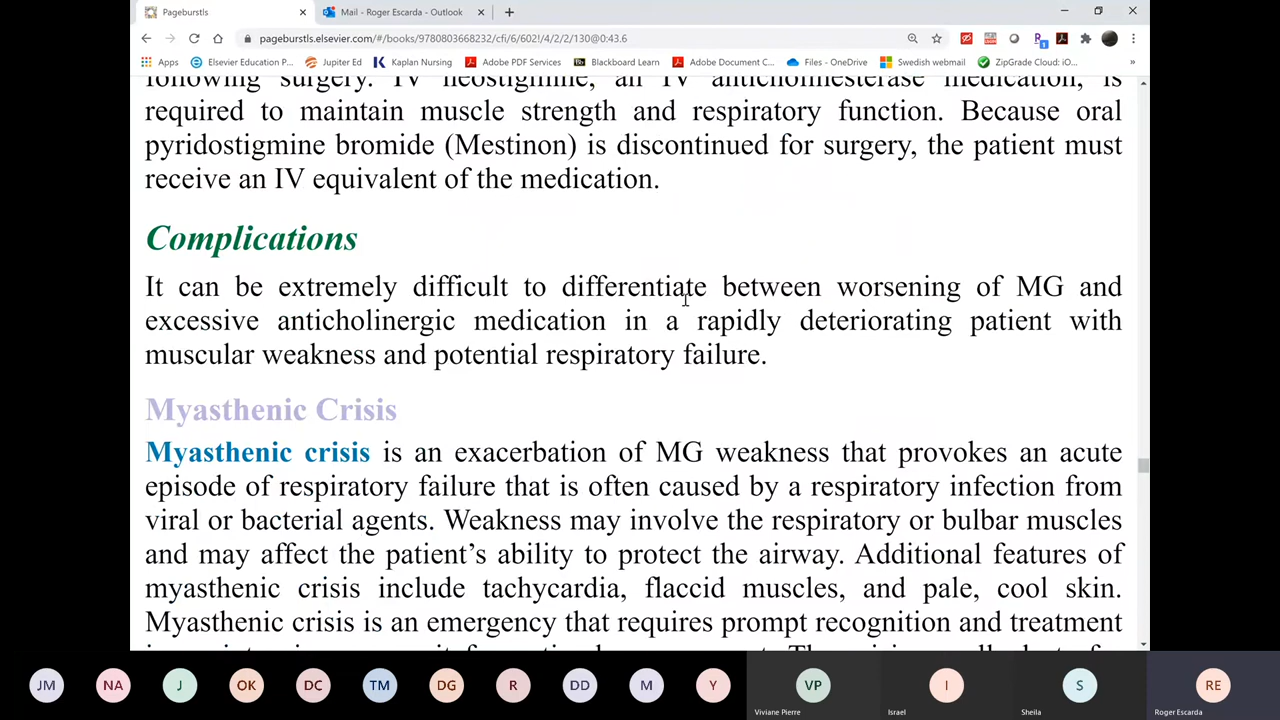 Pageburstls
Mail - Roger Escarda - Outlook
pageburstls.elsevier.com/#/books/9780803668232/cfi/6/602!/4/2/2/130@0:43.6
Apps
Elsevier Education P...
Jupiter Ed
Kaplan Nursing
Adobe PDF Services
Blackboard Learn
Adobe Document C...
Files - OneDrive
Swedish webmail
ZipGrade Cloud: iO...
following surgery. IV neostigmine, an IV anticholinesterase medication, is
required to maintain muscle strength and respiratory function. Because oral
pyridostigmine bromide (Mestinon) is discontinued for surgery, the patient must
receive an IV equivalent of the medication.
Complications
It can be extremely difficult to differentiate between worsening of MG and
excessive anticholinergic medication in a rapidly deteriorating patient with
muscular weakness and potential respiratory failure.
Myasthenic Crisis
Myasthenic crisis is an exacerbation of MG weakness that provokes an acute
episode of respiratory failure that is often caused by a respiratory infection from
viral or bacterial agents. Weakness may involve the respiratory or bulbar muscles
and may affect the patient's ability to protect the airway. Additional features of
myasthenic crisis include tachycardia, flaccid muscles, and pale, cool skin.
Myasthenic crisis is an emergency that requires prompt recognition and treatment
JM
NA
J
OK
DC
TM
DG
R
DD
M
Y
VP
Viviane Pierre
I
Israel
S
Sheila
RE
Roger Escarda